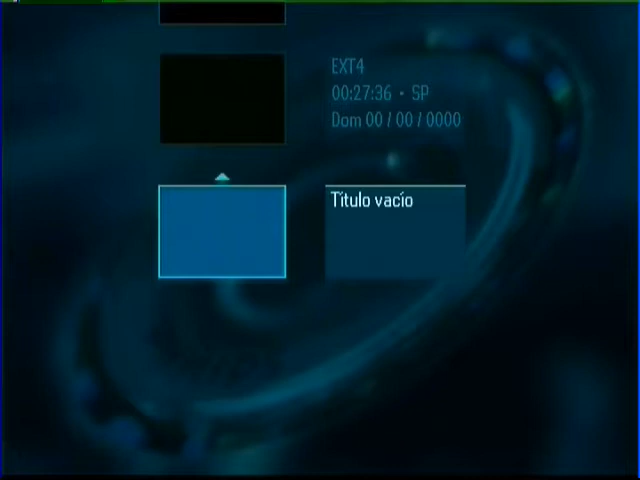 EXT4
00:27:36 • SP
Dom 00 / 00 / 0000
Título vacío